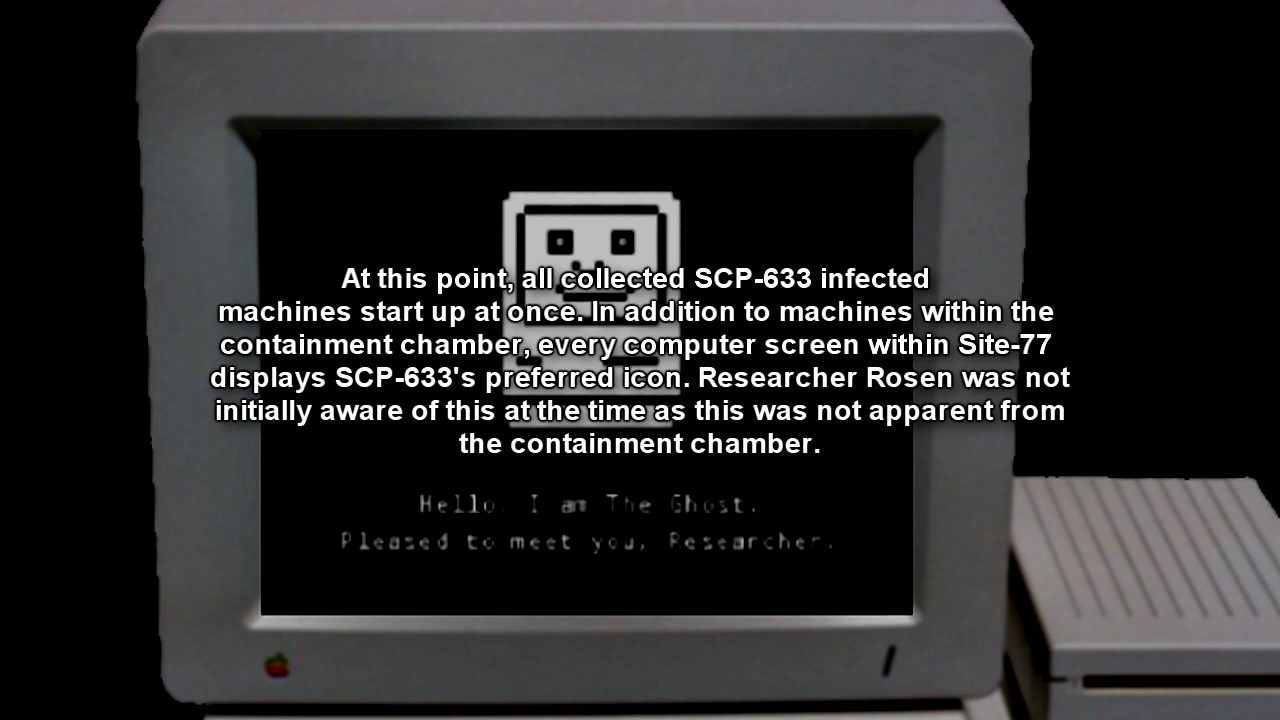 At this point, all collected SCP-633 infected
machines start up at once. In addition to machines within the
containment chamber, every computer screen within Site-77
displays SCP-633's preferred icon. Researcher Rosen was not
initially aware of this at the time as this was not apparent from
the containment chamber.
Hello. I am The Ghost.
Pleased to meet you, Researcher.